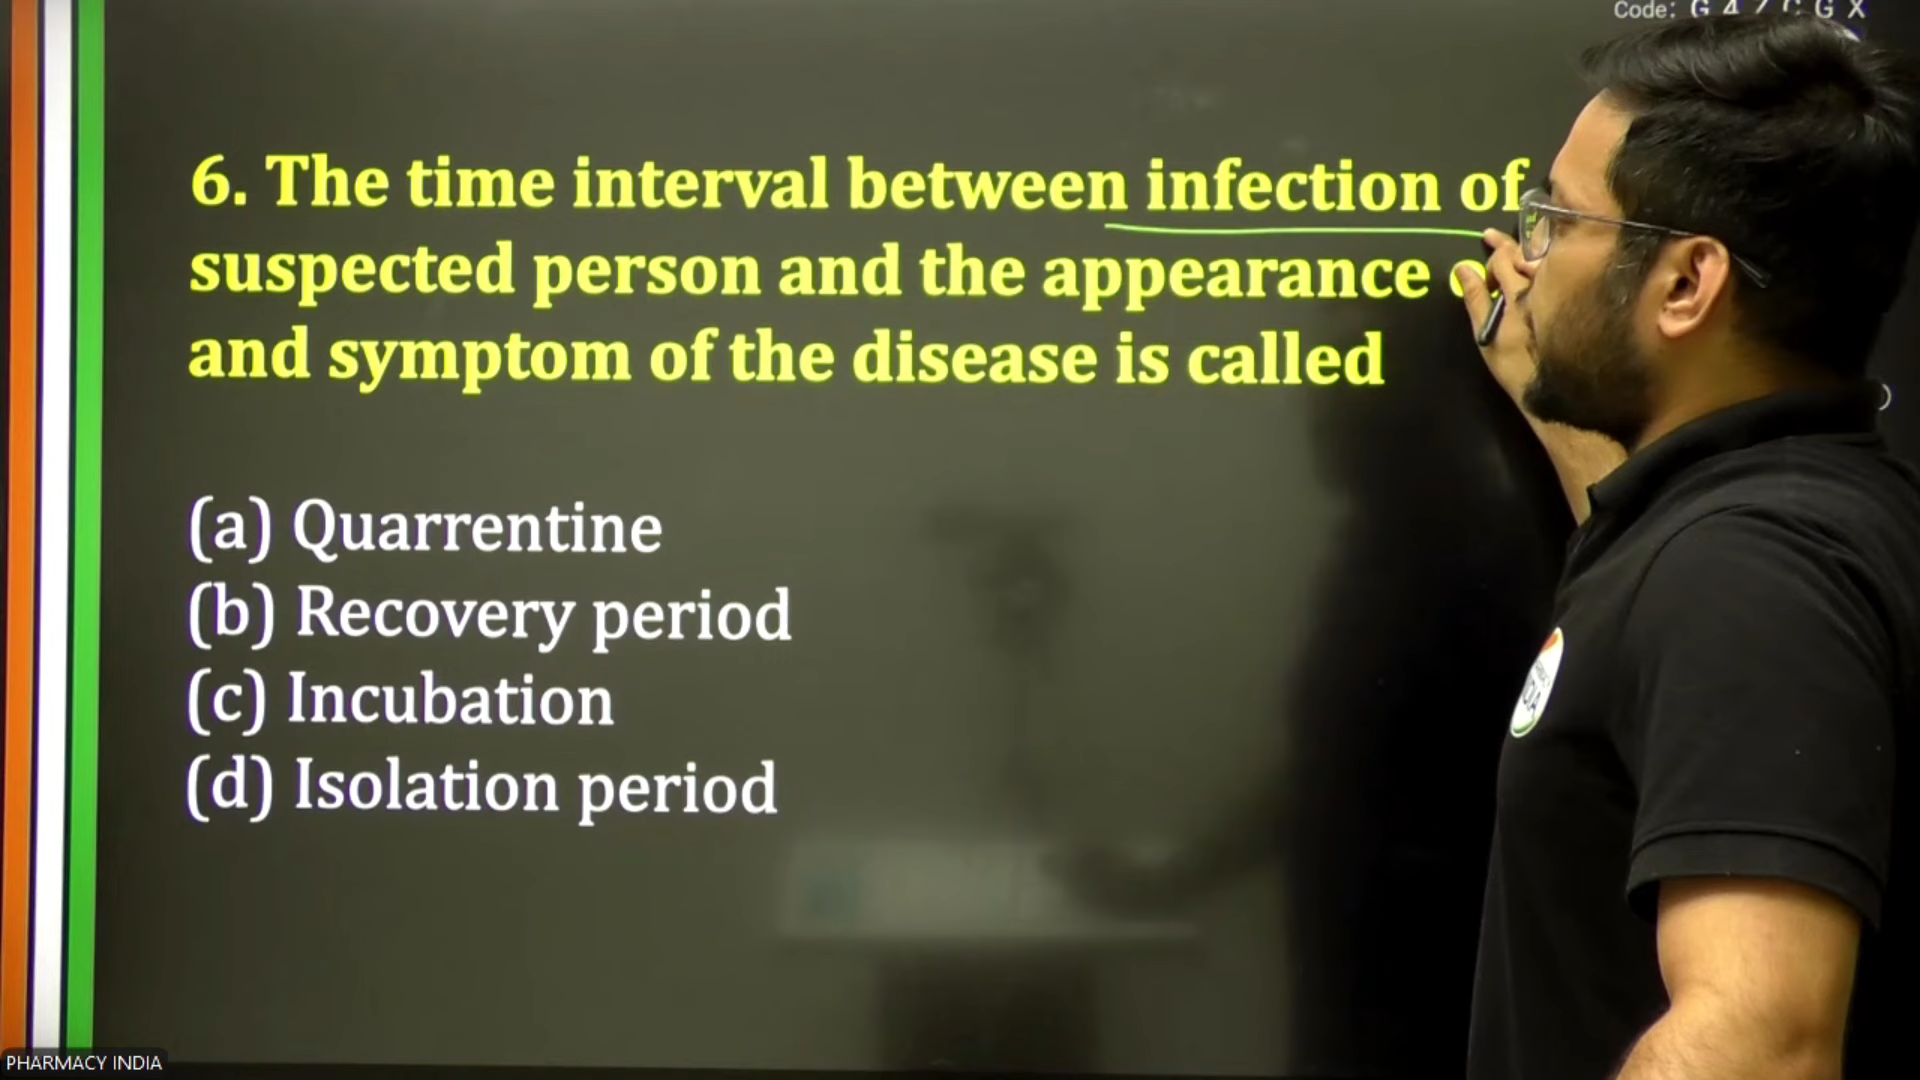 Code: G 4 Z C G X
6. The time interval between infection of
suspected person and the appearance
and symptom of the disease is called
(a) Quarrentine
(b) Recovery period
(c) Incubation
(d) Isolation period
PHARMACY INDIA